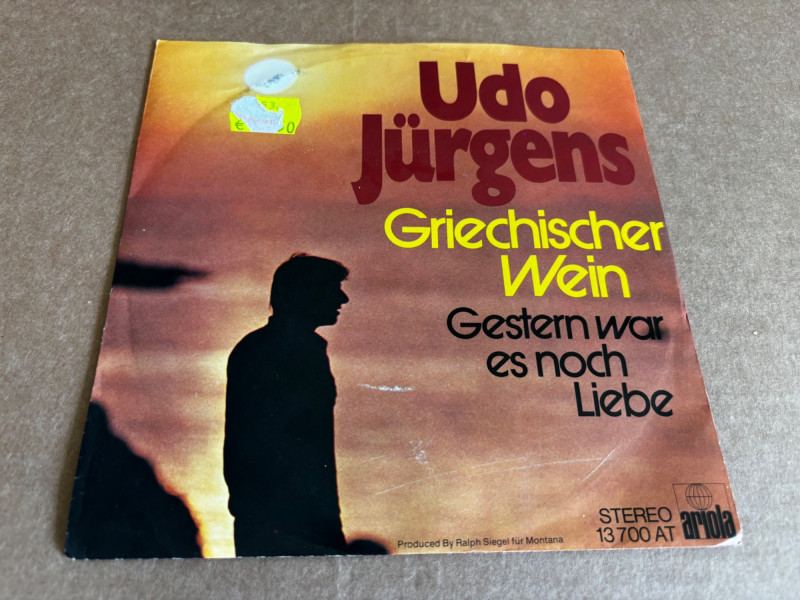 Udo
Jürgens
Griechischer
Wein
Gestern war
es noch
Liebe
STEREO
13 700 AT
ariola
Produced By Ralph Siegel für Montana